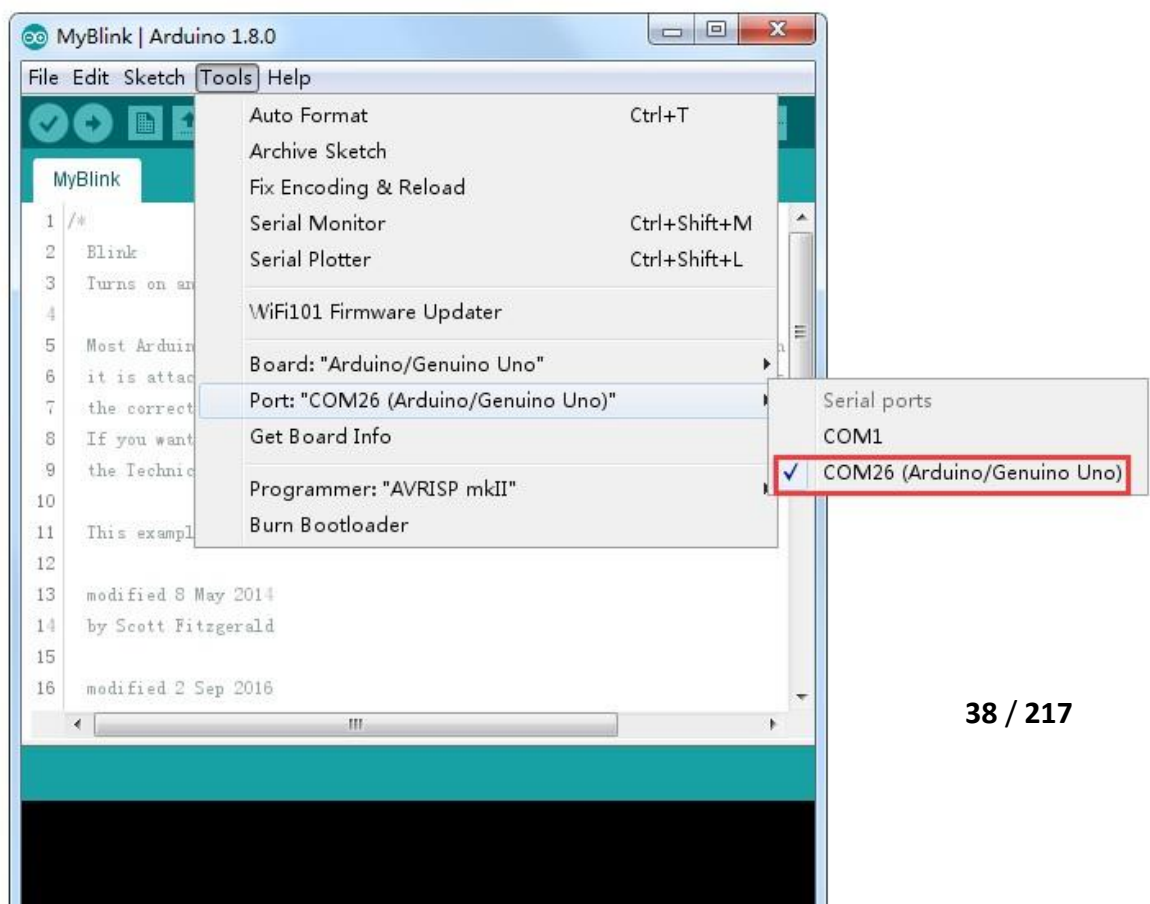 MyBlink | Arduino 1.8.0
File Edit Sketch Tools Help
Auto Format Ctrl+T
Archive Sketch
MyBlink
Fix Encoding & Reload
1 /*
Serial Monitor Ctrl+Shift+M
2 Blink
Serial Plotter Ctrl+Shift+L
3 Turns on an
4
WiFi101 Firmware Updater
5 Most Arduin
Board: "Arduino/Genuino Uno"
6 it is attac
Port: "COM26 (Arduino/Genuino Uno)"
Serial ports
7 the correct
Get Board Info
COM1
8 If you want
COM26 (Arduino/Genuino Uno)
9 the Technic
Programmer: "AVRISP mkII"
10
Burn Bootloader
11 This exampl
12
13 modified 8 May 2014
14 by Scott Fitzgerald
15
16 modified 2 Sep 2016
38 / 217